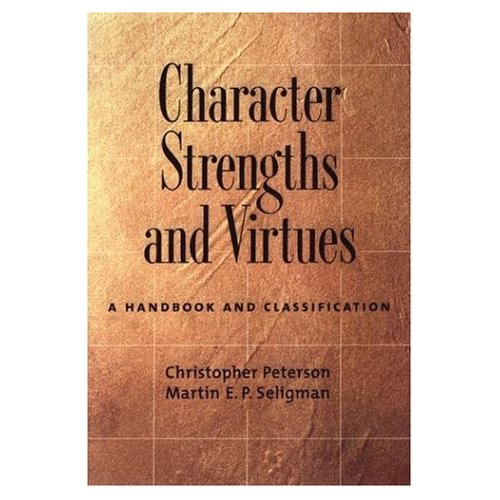 Character
Strengths
and Virtues
A HANDBOOK AND CLASSIFICATION
Christopher Peterson
Martin E. P. Seligman